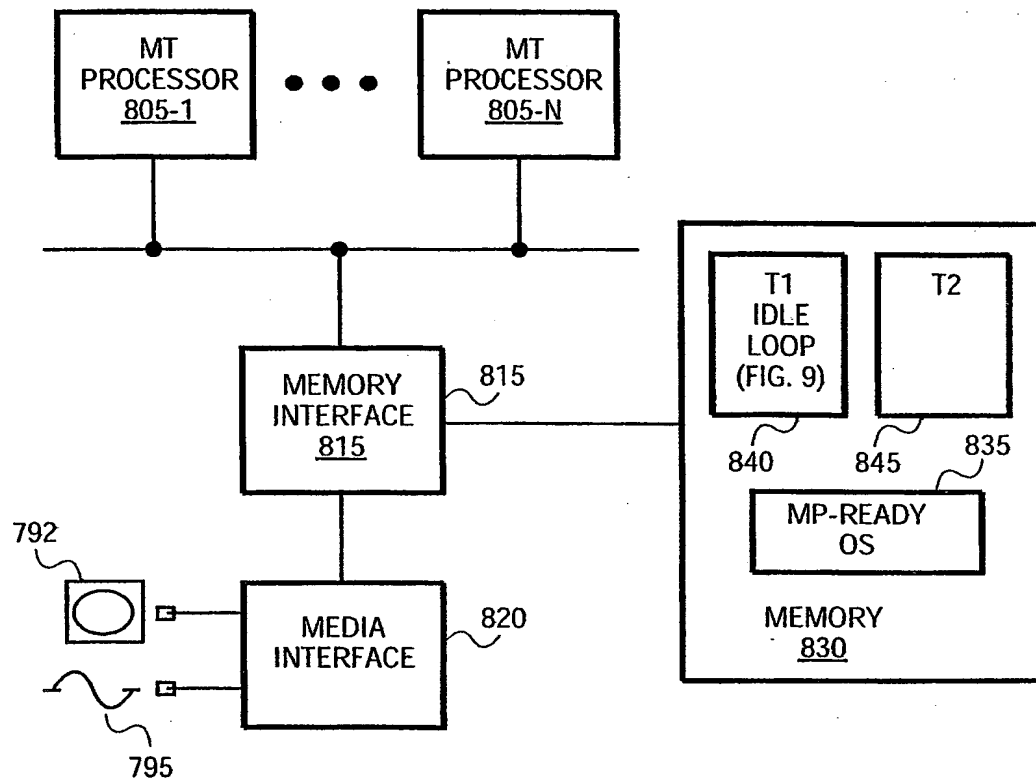 MT
PROCESSOR
805-1
MT
PROCESSOR
805-N
T1
IDLE
LOOP
(FIG. 9)
T2
840
845
835
MP-READY
OS
MEMORY
830
MEMORY
INTERFACE
815
815
792
MEDIA
INTERFACE
820
795